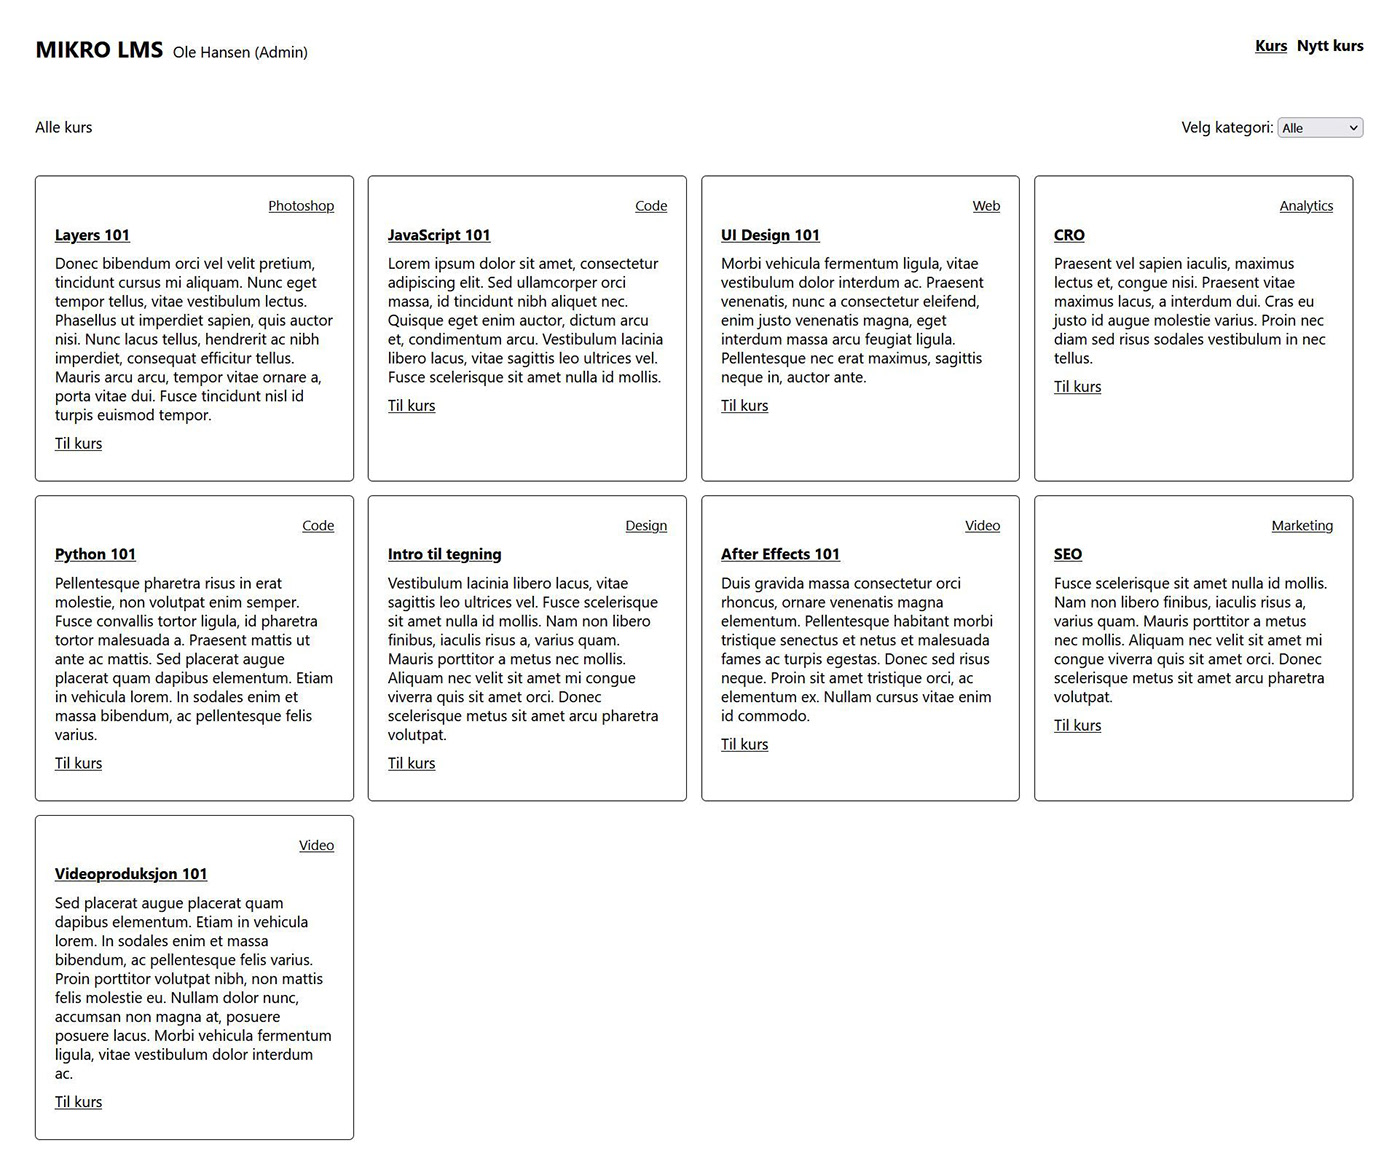 MIKRO LMS Ole Hansen (Admin)
Kurs Nytt kurs
Alle kurs
Velg kategori: Alle
Photoshop
Layers 101
Donec bibendum orci vel velit pretium,
tincidunt cursus mi aliquam. Nunc eget
tempor tellus, vitae vestibulum lectus.
Phasellus ut imperdiet sapien, quis auctor
nisi. Nunc lacus tellus, hendrerit ac nibh
imperdiet, consequat efficitur tellus.
Mauris arcu arcu, tempor vitae ornare a,
porta vitae dui. Fusce tincidunt nisl id
turpis euismod tempor.
Til kurs
Code
JavaScript 101
Lorem ipsum dolor sit amet, consectetur
adipiscing elit. Sed ullamcorper orci
massa, id tincidunt nibh aliquet nec.
Quisque eget enim auctor, dictum arcu
et, condimentum arcu. Vestibulum lacinia
libero lacus, vitae sagittis leo ultrices vel.
Fusce scelerisque sit amet nulla id mollis.
Til kurs
Web
UI Design 101
Morbi vehicula fermentum ligula, vitae
vestibulum dolor interdum ac. Praesent
venenatis, nunc a consectetur eleifend,
enim justo venenatis magna, eget
interdum massa arcu feugiat ligula.
Pellentesque nec erat maximus, sagittis
neque in, auctor ante.
Til kurs
Analytics
CRO
Praesent vel sapien iaculis, maximus
lectus et, congue nisi. Praesent vitae
maximus lacus, a interdum dui. Cras eu
justo id augue molestie varius. Proin nec
diam sed risus sodales vestibulum in nec
tellus.
Til kurs
Code
Python 101
Pellentesque pharetra risus in erat
molestie, non volutpat enim semper.
Fusce convallis tortor ligula, id pharetra
tortor malesuada a. Praesent mattis ut
ante ac mattis. Sed placerat augue
placerat quam dapibus elementum. Etiam
in vehicula lorem. In sodales enim et
massa bibendum, ac pellentesque felis
varius.
Til kurs
Design
Intro til tegning
Vestibulum lacinia libero lacus, vitae
sagittis leo ultrices vel. Fusce scelerisque
sit amet nulla id mollis. Nam non libero
finibus, iaculis risus a, varius quam.
Mauris porttitor a metus nec mollis.
Aliquam nec velit sit amet mi congue
viverra quis sit amet orci. Donec
scelerisque metus sit amet arcu pharetra
volutpat.
Til kurs
Video
After Effects 101
Duis gravida massa consectetur orci
rhoncus, ornare venenatis magna
elementum. Pellentesque habitant morbi
tristique senectus et netus et malesuada
fames ac turpis egestas. Donec sed risus
neque. Proin sit amet tristique orci, ac
elementum ex. Nullam cursus vitae enim
id commodo.
Til kurs
Marketing
SEO
Fusce scelerisque sit amet nulla id mollis.
Nam non libero finibus, iaculis risus a,
varius quam. Mauris porttitor a metus
nec mollis. Aliquam nec velit sit amet mi
congue viverra quis sit amet orci. Donec
scelerisque metus sit amet arcu pharetra
volutpat.
Til kurs
Video
Videoproduksjon 101
Sed placerat augue placerat quam
dapibus elementum. Etiam in vehicula
lorem. In sodales enim et massa
bibendum, ac pellentesque felis varius.
Proin porttitor volutpat nibh, non mattis
felis molestie eu. Nullam dolor nunc,
accumsan non magna at, posuere
posuere lacus. Morbi vehicula fermentum
ligula, vitae vestibulum dolor interdum
ac.
Til kurs